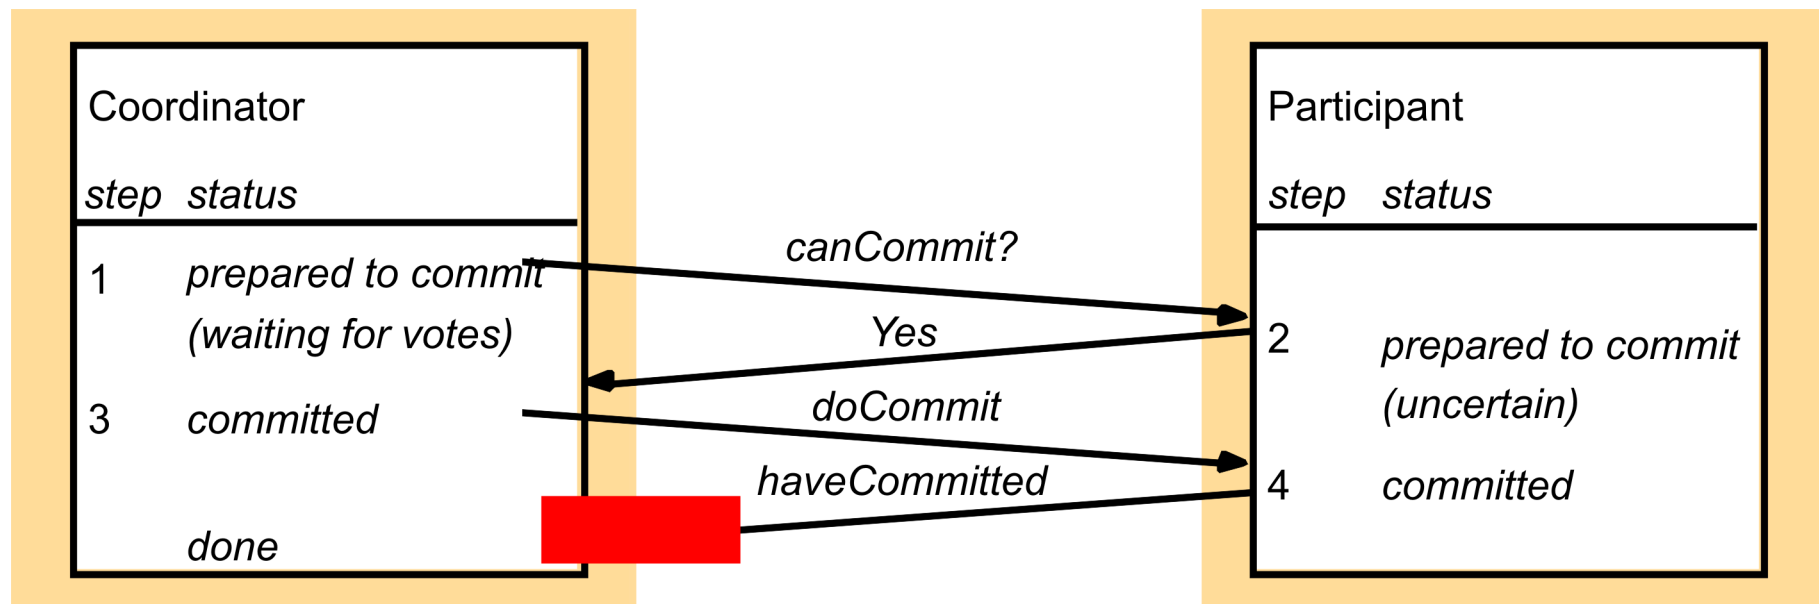 Coordinator
step status
1 prepared to commit
(waiting for votes)
3 committed
done
canCommit?
Yes
doCommit
haveCommitted
Participant
step status
2 prepared to commit
(uncertain)
4 committed